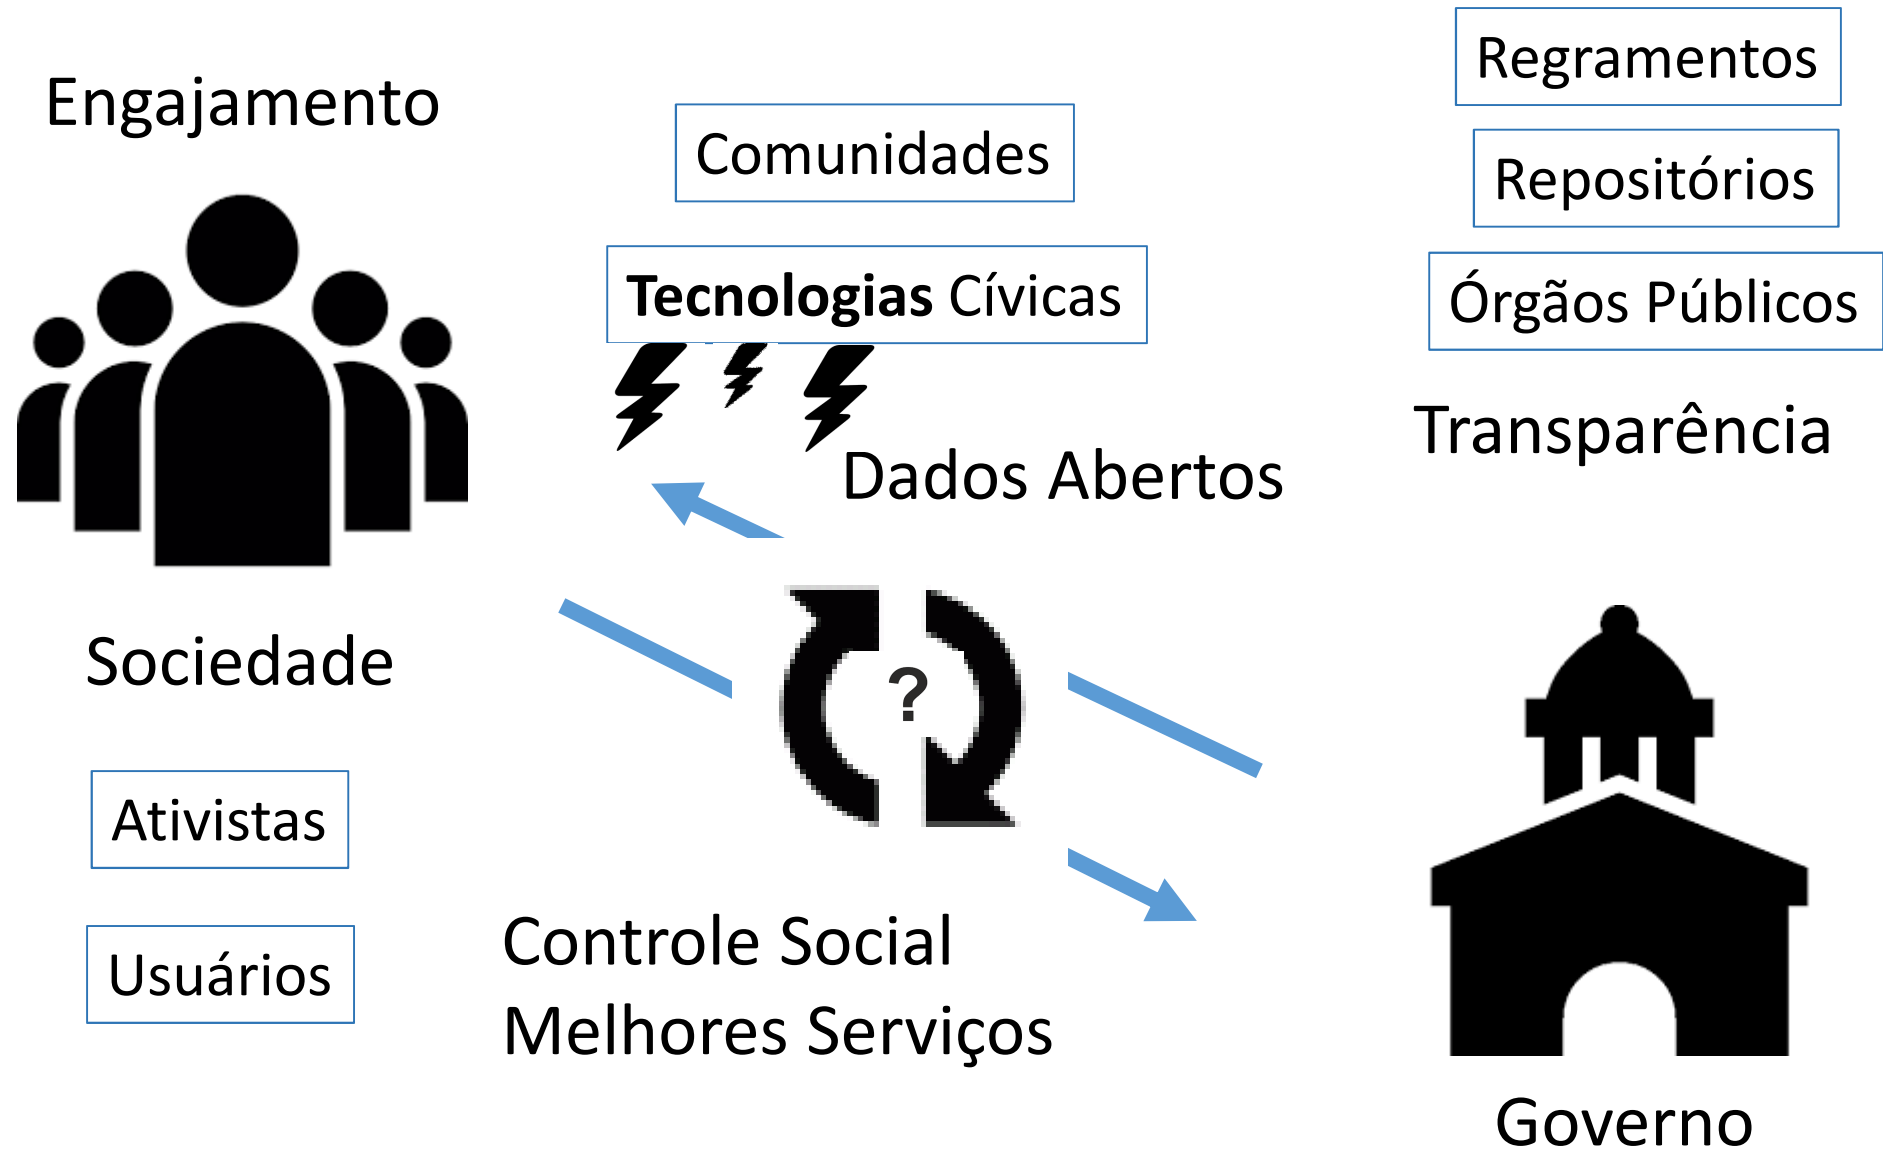 Engajamento
Sociedade
Ativistas
Usuários
Comunidades
Tecnologias Cívicas
Dados Abertos
?
Controle Social
Melhores Serviços
Regramentos
Repositórios
Órgãos Públicos
Transparência
Governo